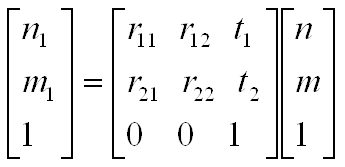 [n₁] = [r₁₁ r₁₂ t₁] [n]
[m₁] = [r₂₁ r₂₂ t₂] [m]
[1] = [0 0 1] [1]